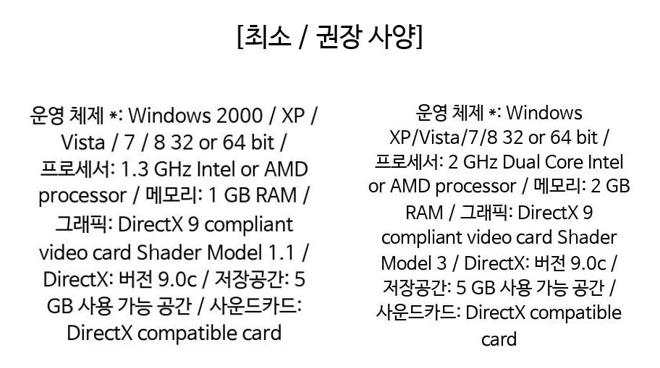 [최소 / 권장 사양]
운영 체제 *: Windows 2000 / XP /
Vista / 7 / 8 32 or 64 bit /
프로세서: 1.3 GHz Intel or AMD
processor / 메모리: 1 GB RAM /
그래픽: DirectX 9 compliant
video card Shader Model 1.1 /
DirectX: 버전 9.0c / 저장공간: 5
GB 사용 가능 공간 / 사운드카드:
DirectX compatible card
운영 체제 *: Windows
XP/Vista/7/8 32 or 64 bit /
프로세서: 2 GHz Dual Core Intel
or AMD processor / 메모리: 2 GB
RAM / 그래픽: DirectX 9
compliant video card Shader
Model 3 / DirectX: 버전 9.0c /
저장공간: 5 GB 사용 가능 공간 /
사운드카드: DirectX compatible
card